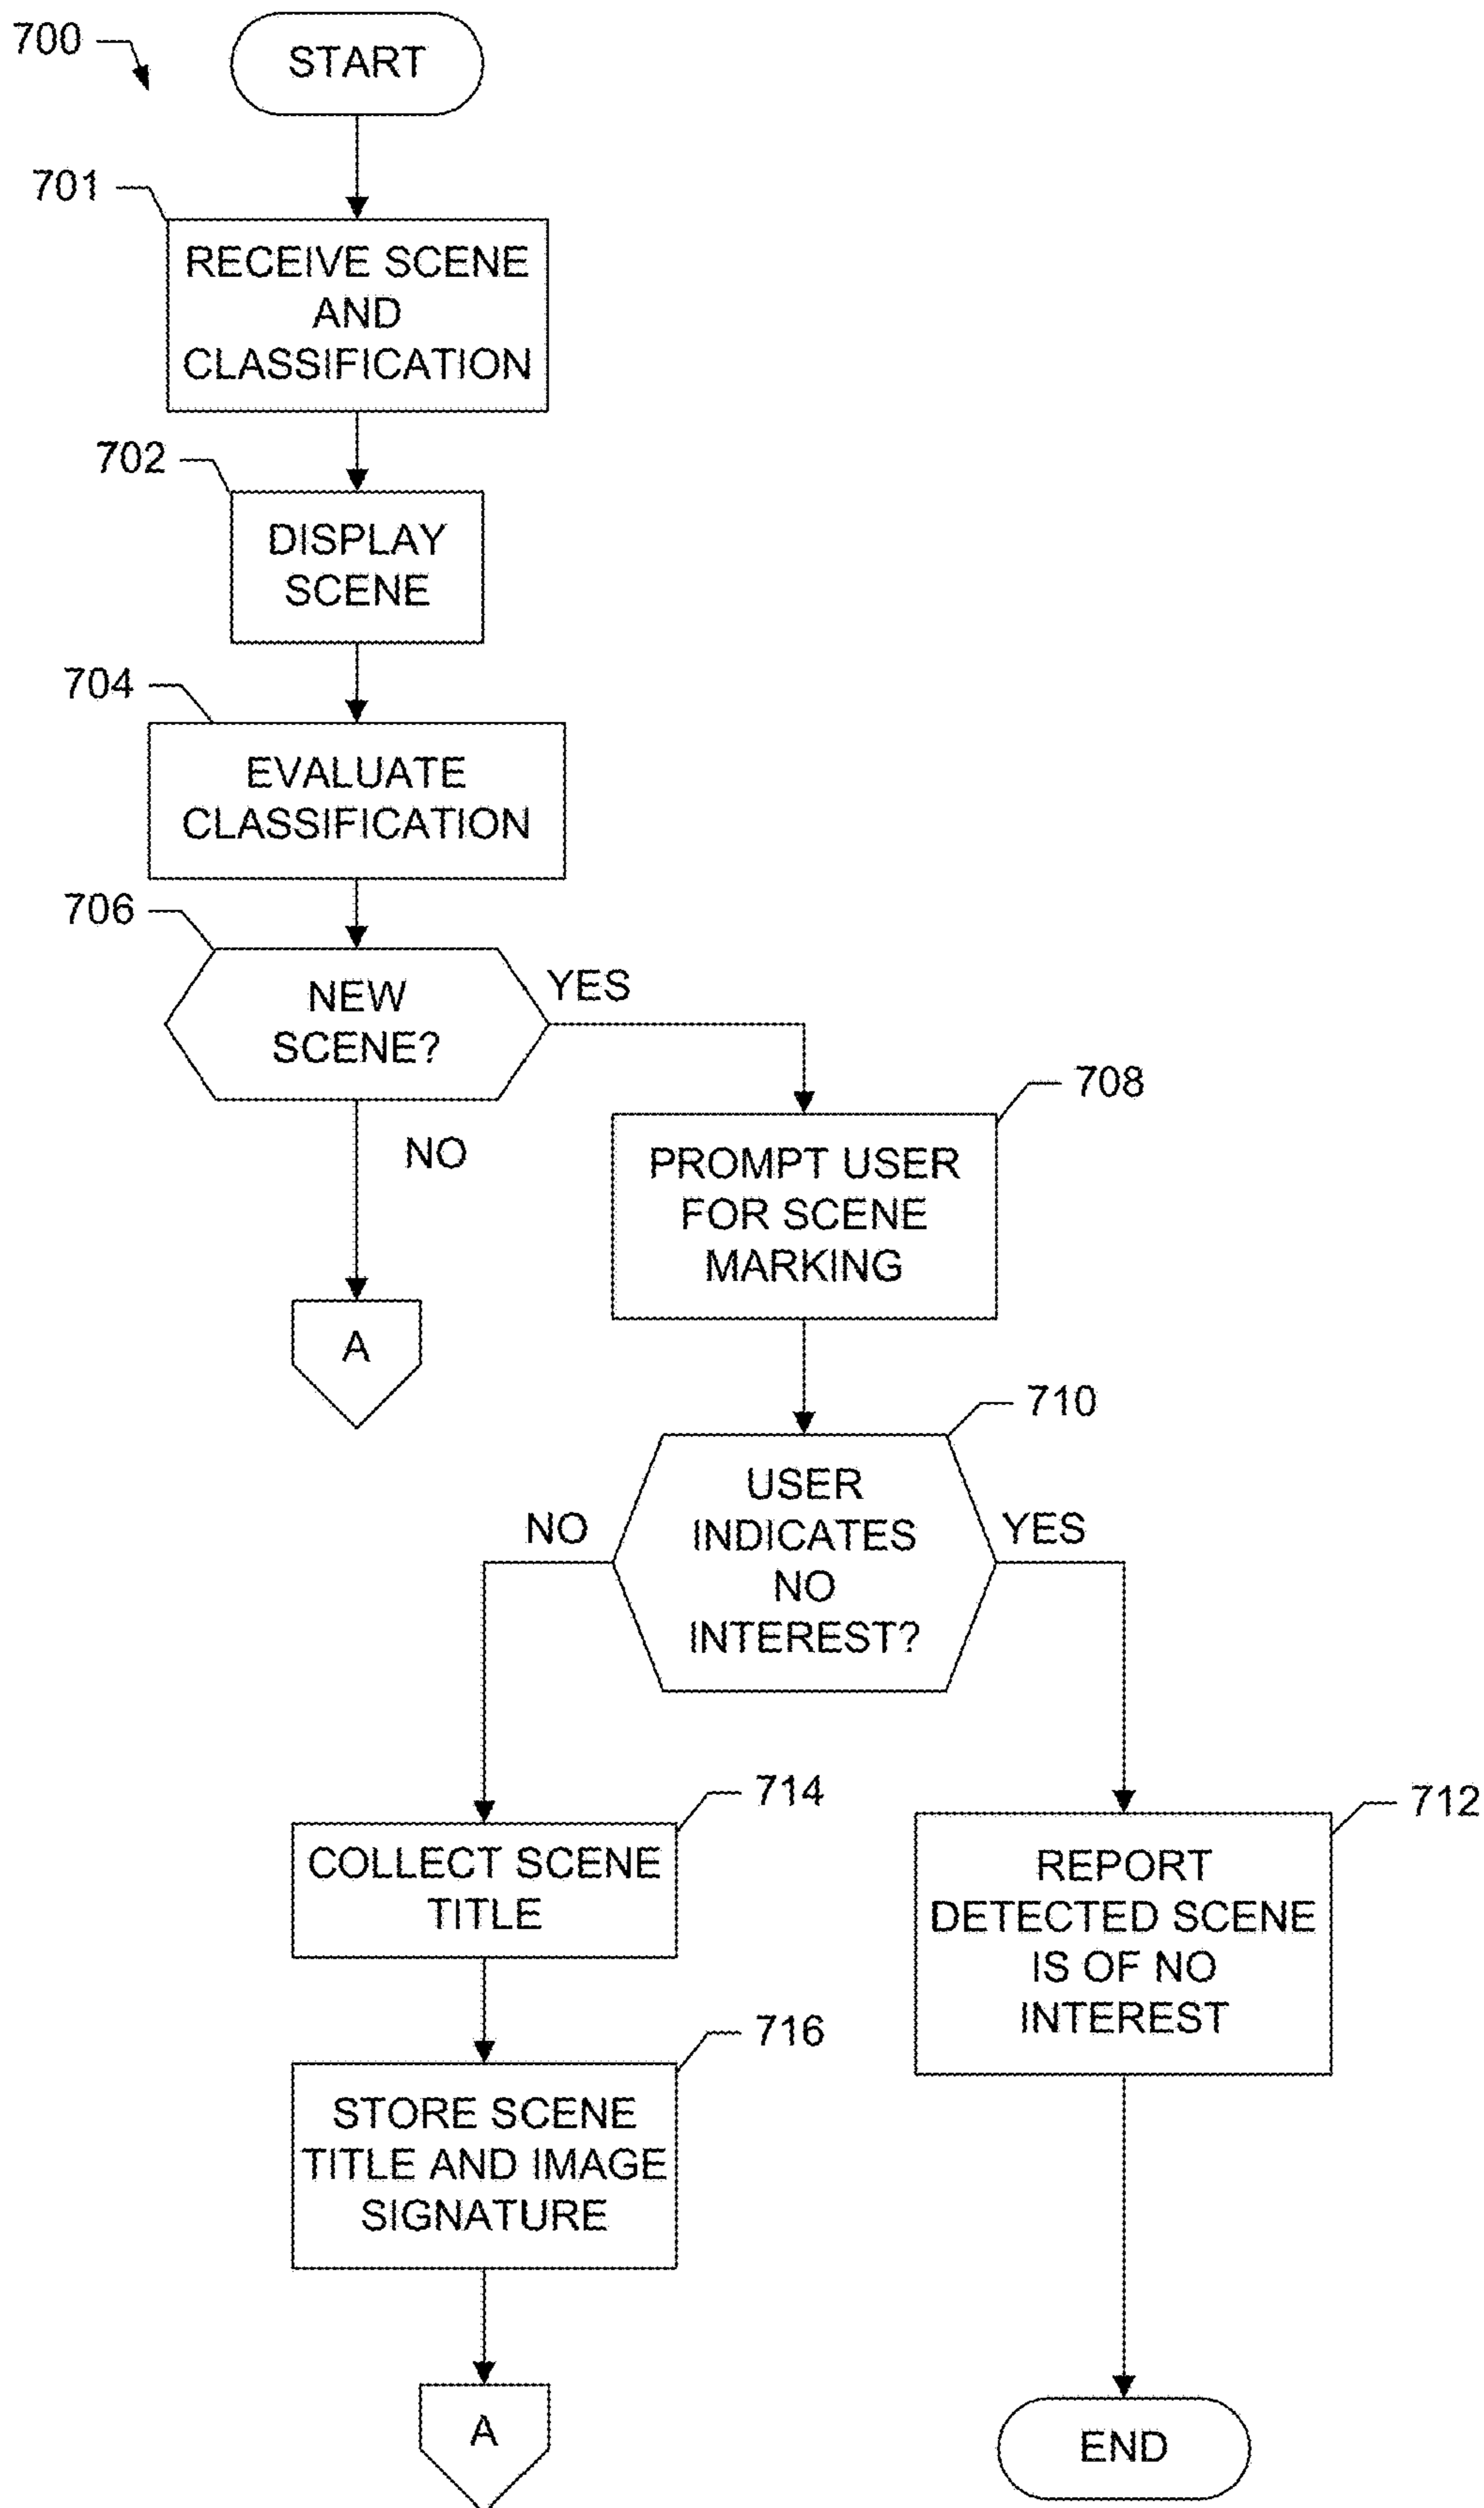 700
START
701
RECEIVE SCENE
AND
CLASSIFICATION
702
DISPLAY
SCENE
704
EVALUATE
CLASSIFICATION
706
NEW
SCENE?
YES
NO
A
708
PROMPT USER
FOR SCENE
MARKING
710
USER
INDICATES
NO
INTEREST?
NO
YES
714
COLLECT SCENE
TITLE
712
REPORT
DETECTED SCENE
IS OF NO
INTEREST
716
STORE SCENE
TITLE AND IMAGE
SIGNATURE
A
END